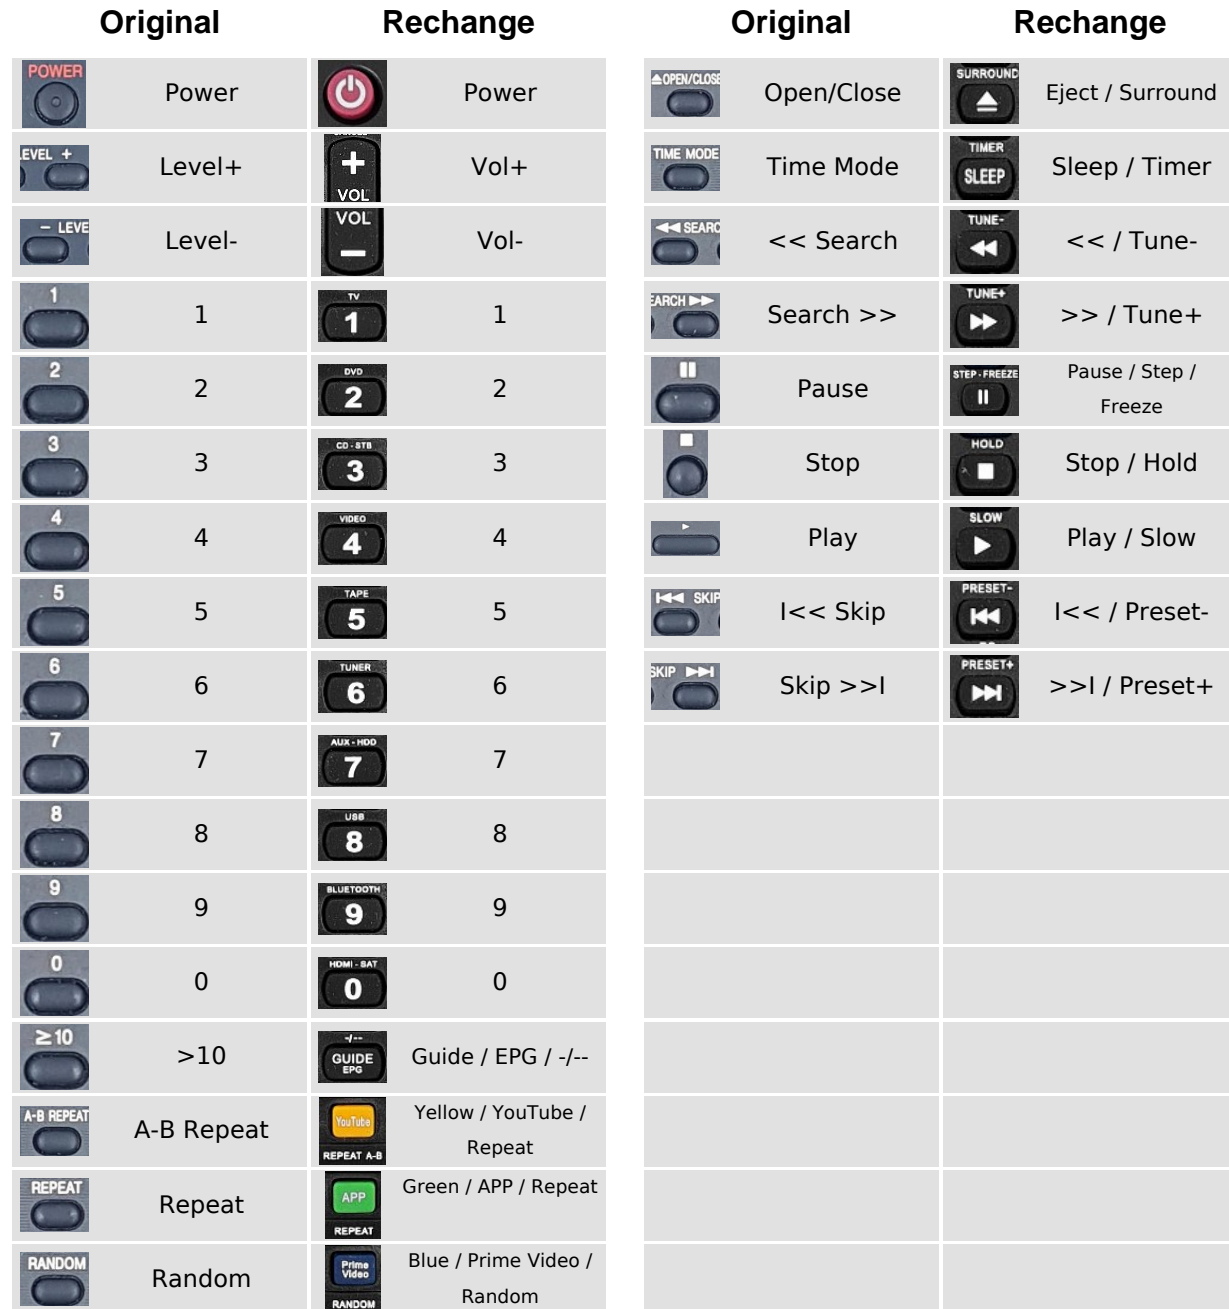 Original Rechange Original Rechange
POWER Power Power OPEN/CLOSE Open/Close SURROUND Eject / Surround
LEVEL + Level+ + VOL Vol+ TIME MODE Time Mode TIMER SLEEP Sleep / Timer
− LEVE Level- VOL − Vol- ◀◀ SEARC << Search TUNE- << / Tune-
1 1 TV 1 1 EARCH ▶▶ Search >> TUNE+ >> / Tune+
2 2 DVD 2 2 Pause STEP·FREEZE Pause / Step /
Freeze
3 3 CD·STB 3 3 Stop HOLD Stop / Hold
4 4 VIDEO 4 4 Play SLOW Play / Slow
5 5 TAPE 5 5 SKIP I<< Skip PRESET- I<< / Preset-
6 6 TUNER 6 6 SKIP Skip >>I PRESET+ >>I / Preset+
7 7 AUX·HDD 7 7
8 8 USB 8 8
9 9 BLUETOOTH 9 9
0 0 HDMI·SAT 0 0
≥10 >10 -/-- GUIDE EPG Guide / EPG / -/--
A-B REPEAT A-B Repeat YouTube REPEAT A-B Yellow / YouTube /
Repeat
REPEAT Repeat APP REPEAT Green / APP / Repeat
RANDOM Random Prime Video RANDOM Blue / Prime Video /
Random